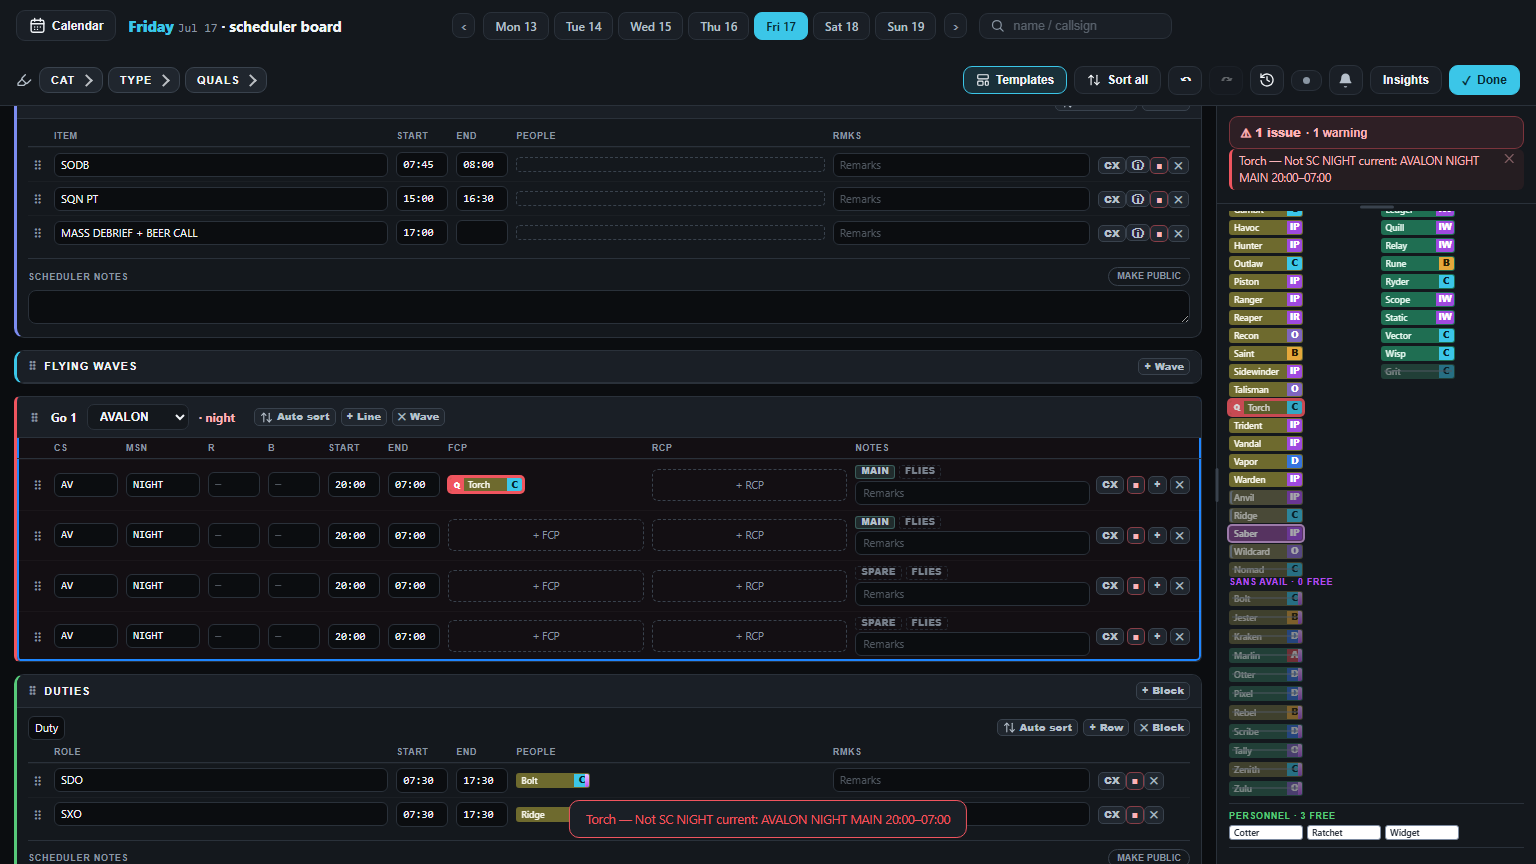 Calendar
Friday Jul 17 · scheduler board
‹ Mon 13 Tue 14 Wed 15 Thu 16 Fri 17 Sat 18 Sun 19 ›
name / callsign
CAT TYPE QUALS
Templates Sort all Insights ✓ Done
ITEM START END PEOPLE RMKS
SODB 07:45 08:00 Remarks CX
SQN PT 15:00 16:30 Remarks CX
MASS DEBRIEF + BEER CALL 17:00 Remarks CX
SCHEDULER NOTES MAKE PUBLIC
FLYING WAVES + Wave
Go 1 AVALON · night Auto sort + Line × Wave
CS MSN R B START END FCP RCP NOTES
AV NIGHT – – 20:00 07:00 Q Torch C + RCP MAIN FLIES Remarks CX
AV NIGHT – – 20:00 07:00 + FCP + RCP MAIN FLIES Remarks CX
AV NIGHT – – 20:00 07:00 + FCP + RCP SPARE FLIES Remarks CX
AV NIGHT – – 20:00 07:00 + FCP + RCP SPARE FLIES Remarks CX
DUTIES + Block
Duty Auto sort + Row × Block
ROLE START END PEOPLE RMKS
SDO 07:30 17:30 Bolt C Remarks CX
SXO 07:30 17:30 Ridge CX
Torch — Not SC NIGHT current: AVALON NIGHT MAIN 20:00–07:00
SCHEDULER NOTES MAKE PUBLIC
⚠ 1 issue · 1 warning
Torch — Not SC NIGHT current: AVALON NIGHT
MAIN 20:00–07:00
Havoc IP
Hunter IP
Outlaw C
Piston IP
Ranger IP
Reaper IR
Recon O
Saint B
Sidewinder IP
Talisman O
Q Torch C
Trident IP
Vandal IP
Vapor D
Warden IP
Anvil IP
Ridge C
Saber IP
Wildcard O
Nomad C
Quill IW
Relay IW
Rune B
Ryder C
Scope IW
Static IW
Vector C
Wisp C
Grit C
SANS AVAIL · 0 FREE
Bolt C
Jester B
Kraken D
Marlin A
Otter D
Pixel D
Rebel B
Scribe D
Tally O
Zenith C
Zulu O
PERSONNEL · 3 FREE
Cotter Ratchet Widget